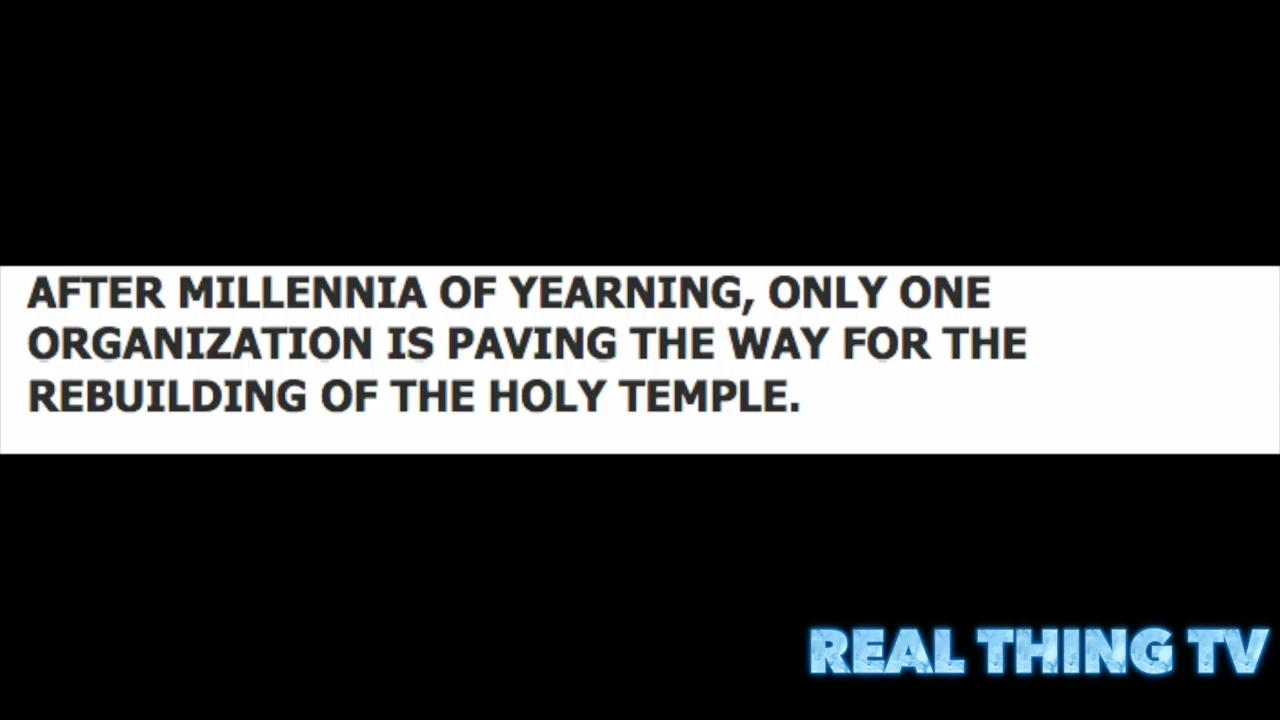 AFTER MILLENNIA OF YEARNING, ONLY ONE
ORGANIZATION IS PAVING THE WAY FOR THE
REBUILDING OF THE HOLY TEMPLE.
REAL THING TV